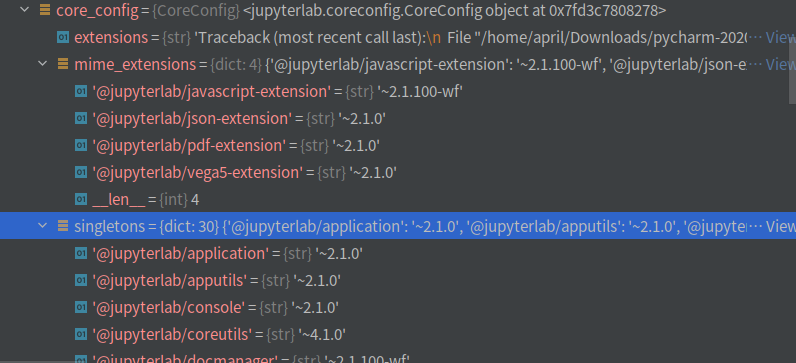 core_config = {CoreConfig} <jupyterlab.coreconfig.CoreConfig object at 0x7fd3c7808278>
01 extensions = {str} 'Traceback (most recent call last):\n File "/home/april/Downloads/pycharm-202… View
mime_extensions = {dict: 4} {'@jupyterlab/javascript-extension': '~2.1.100-wf', '@jupyterlab/json-e… View
01 '@jupyterlab/javascript-extension' = {str} '~2.1.100-wf'
01 '@jupyterlab/json-extension' = {str} '~2.1.0'
01 '@jupyterlab/pdf-extension' = {str} '~2.1.0'
01 '@jupyterlab/vega5-extension' = {str} '~2.1.0'
01 __len__ = {int} 4
singletons = {dict: 30} {'@jupyterlab/application': '~2.1.0', '@jupyterlab/apputils': '~2.1.0', '@jupyte… View
01 '@jupyterlab/application' = {str} '~2.1.0'
01 '@jupyterlab/apputils' = {str} '~2.1.0'
01 '@jupyterlab/console' = {str} '~2.1.0'
01 '@jupyterlab/coreutils' = {str} '~4.1.0'
01 '@jupyterlab/docmanager' = {str} '~2.1.100-wf'